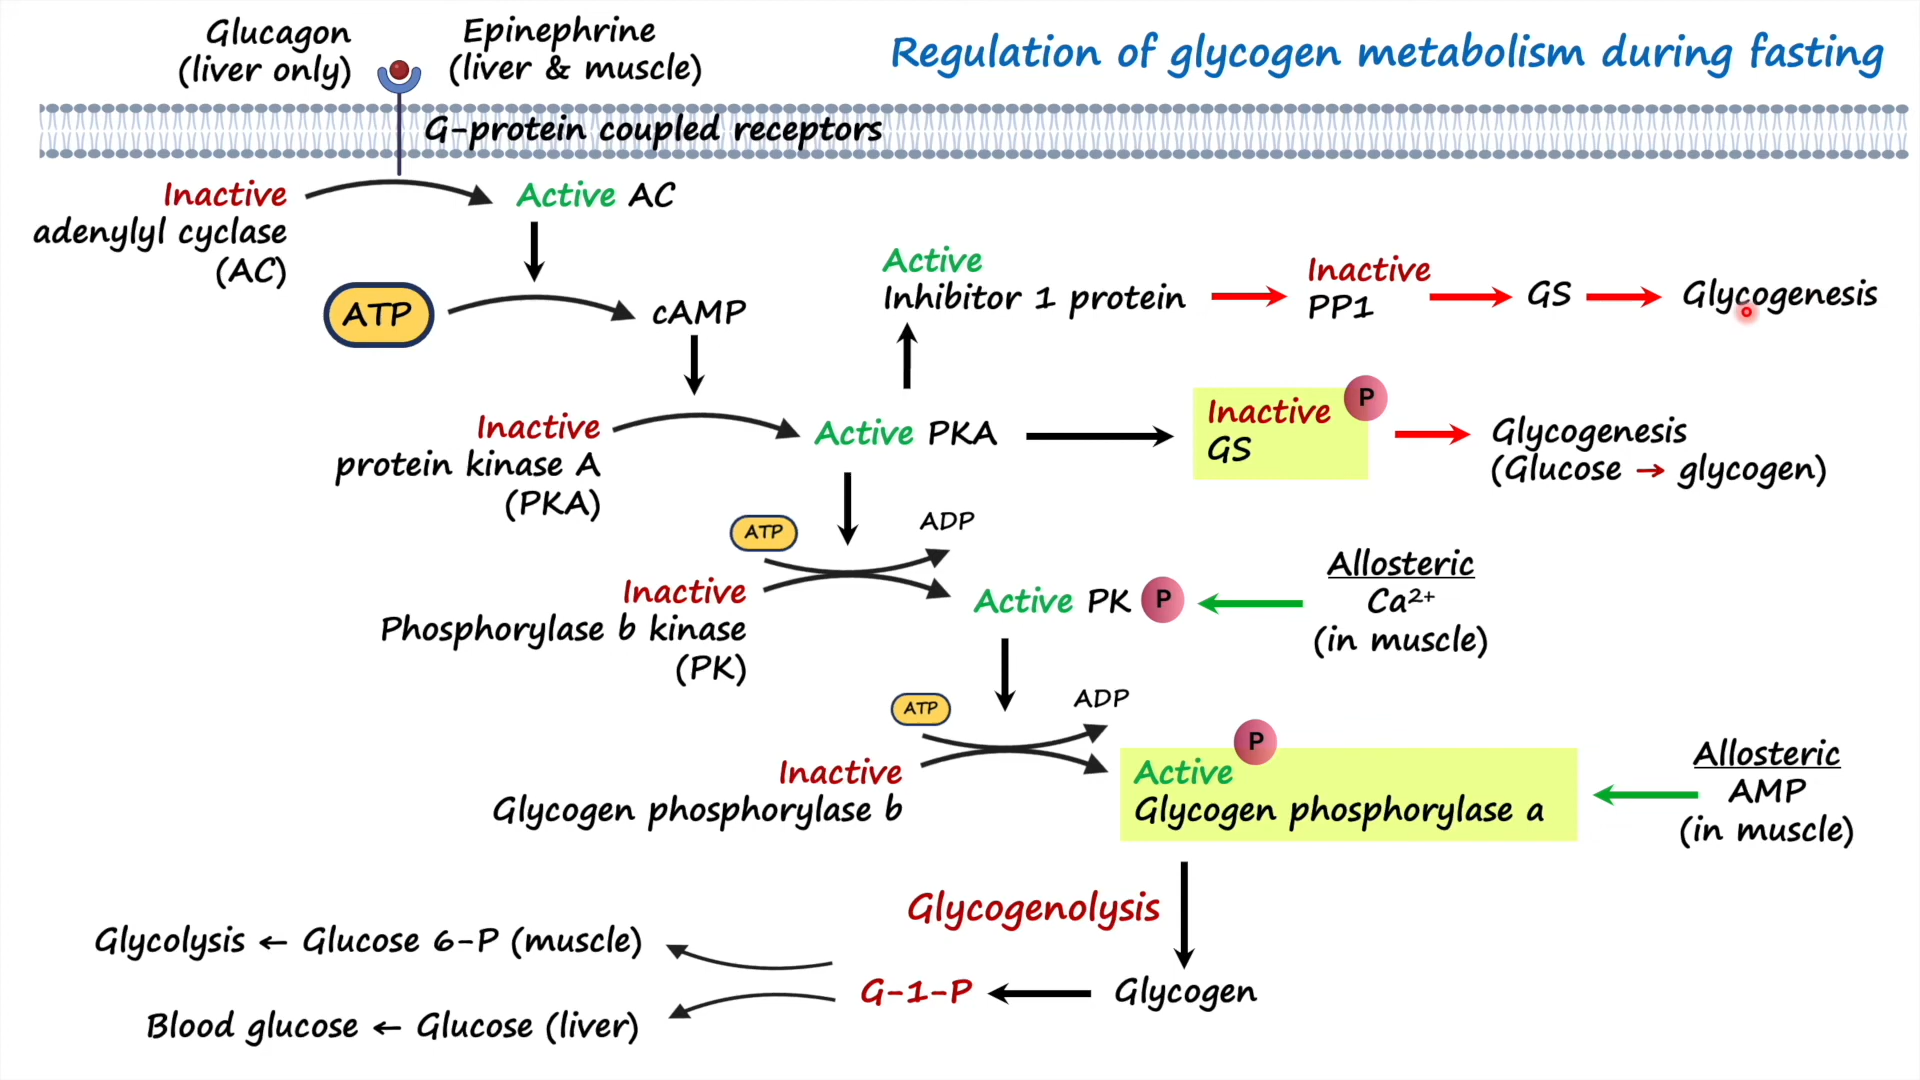 Glucagon
(liver only)
Epinephrine
(liver & muscle)
Regulation of glycogen metabolism during fasting
G-protein coupled receptors
Inactive
adenylyl cyclase
(AC)
Active AC
ATP
cAMP
Active
Inhibitor 1 protein
Inactive
PP1
GS
Glycogenesis
Inactive
protein kinase A
(PKA)
Active PKA
Inactive
GS
P
Glycogenesis
(Glucose → glycogen)
ATP
ADP
Inactive
Phosphorylase b kinase
(PK)
Active PK
P
Allosteric
Ca²⁺
(in muscle)
ATP
ADP
Inactive
Glycogen phosphorylase b
P
Active
Glycogen phosphorylase a
Allosteric
AMP
(in muscle)
Glycogenolysis
Glycolysis ← Glucose 6-P (muscle)
G-1-P
Glycogen
Blood glucose ← Glucose (liver)